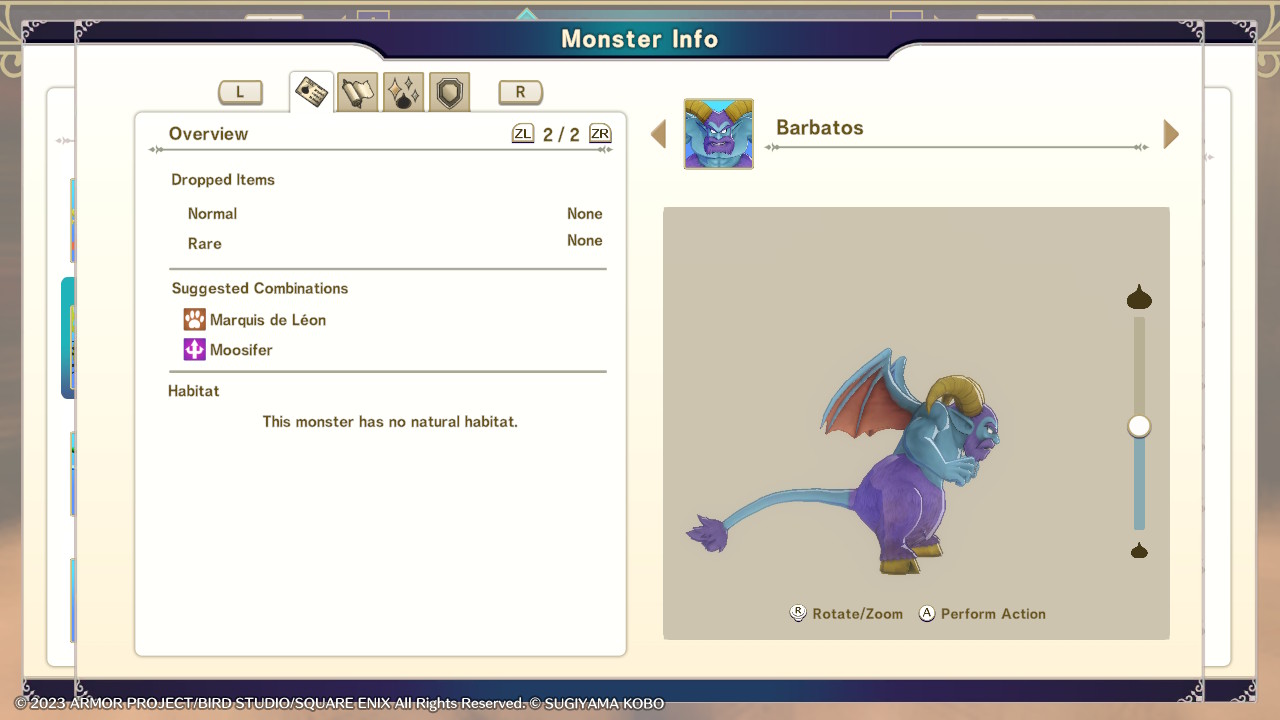 Monster Info
L
R
Overview
ZL 2 / 2 ZR
Dropped Items
Normal None
Rare None
Suggested Combinations
Marquis de Léon
Moosifer
Habitat
This monster has no natural habitat.
Barbatos
R Rotate/Zoom A Perform Action
© 2023 ARMOR PROJECT/BIRD STUDIO/SQUARE ENIX All Rights Reserved. © SUGIYAMA KOBO